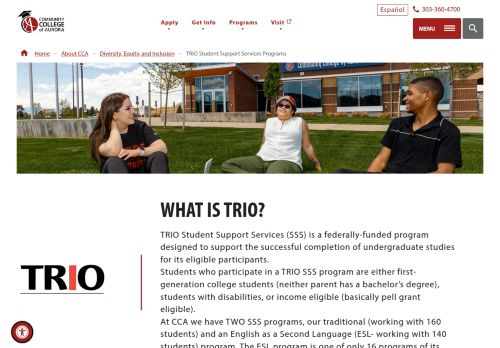 COMMUNITY
COLLEGE
of AURORA
Apply
Get Info
Programs
Visit
Español
303-360-4700
MENU
Home → About CCA → Diversity, Equity, and Inclusion → TRIO Student Support Services Programs
WHAT IS TRIO?
TRIO Student Support Services (SSS) is a federally-funded program
designed to support the successful completion of undergraduate studies
for its eligible participants.
Students who participate in a TRIO SSS program are either first-
generation college students (neither parent has a bachelor's degree),
students with disabilities, or income eligible (basically pell grant
eligible).
At CCA we have TWO SSS programs, our traditional (working with 160
students) and an English as a Second Language (ESL- working with 140
students) program. The ESL program is one of only 16 programs of its
TRIO